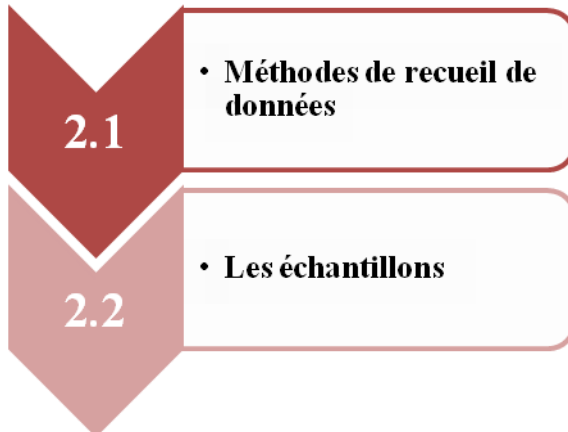 2.1
• Méthodes de recueil de
données
2.2
• Les échantillons